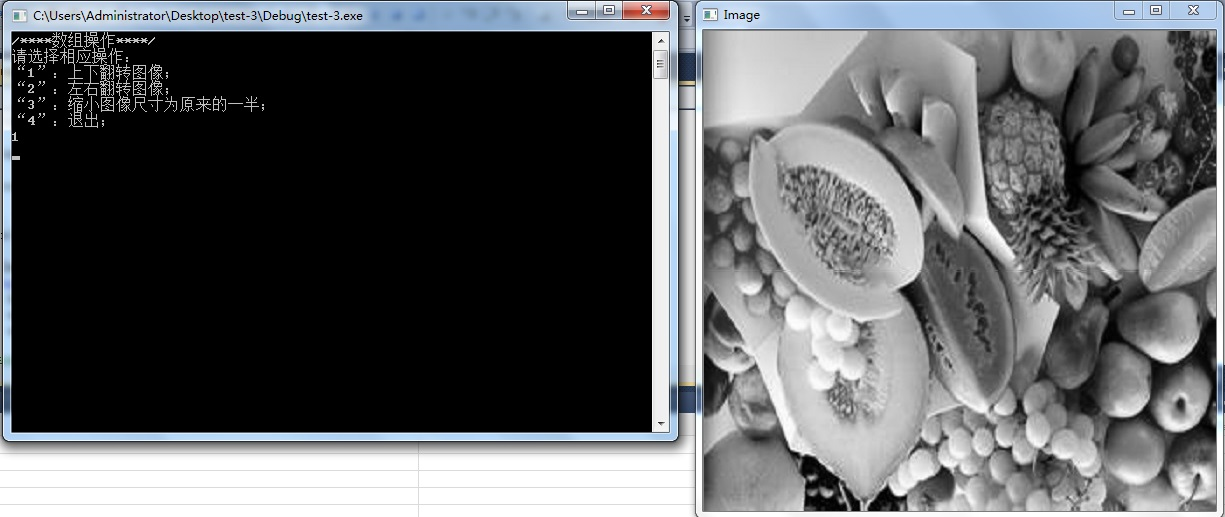 C:\Users\Administrator\Desktop\test-3\Debug\test-3.exe
/****数组操作****/
请选择相应操作:
“1”: 上下翻转图像;
“2”: 左右翻转图像;
“3”: 缩小图像尺寸为原来的一半;
“4”: 退出;
1
Image